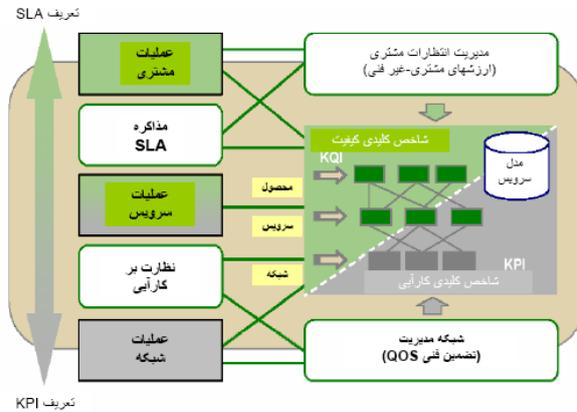 تعریف SLA
عملیات
مشتری
مدیریت انتظارات مشتری
(ارزشهای مشتری-غیر فنی)
مذاکره
SLA
شاخص کلیدی کیفیت
KQI
مدل
سرویس
محصول
عملیات
سرویس
سرویس
نظارت بر
کارآیی
شبکه
KPI
شاخص کلیدی کارآیی
عملیات
شبکه
شبکه مدیریت
(تضمین فنی QOS)
تعریف KPI